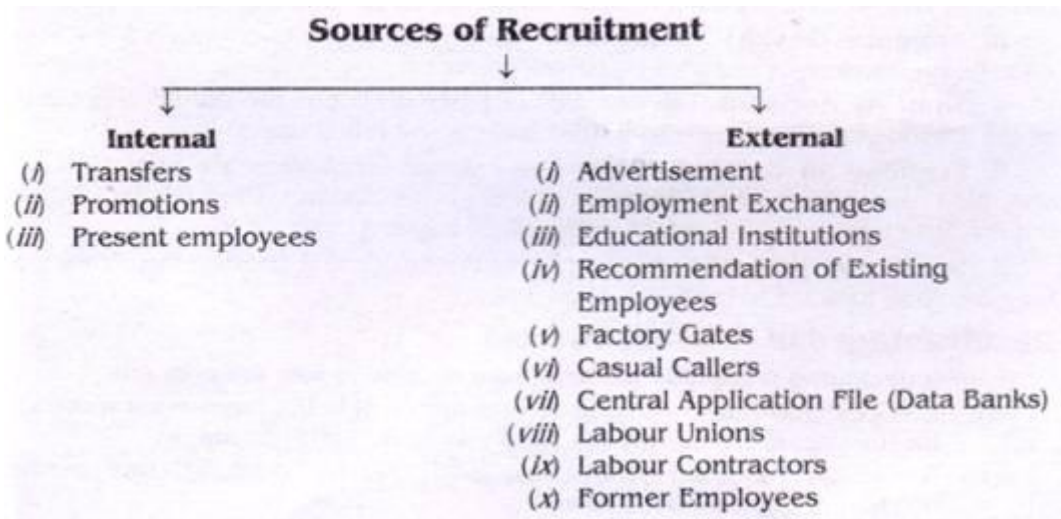 Sources of Recruitment
Internal
(i) Transfers
(ii) Promotions
(iii) Present employees
External
(i) Advertisement
(ii) Employment Exchanges
(iii) Educational Institutions
(iv) Recommendation of Existing
Employees
(v) Factory Gates
(vi) Casual Callers
(vii) Central Application File (Data Banks)
(viii) Labour Unions
(ix) Labour Contractors
(x) Former Employees